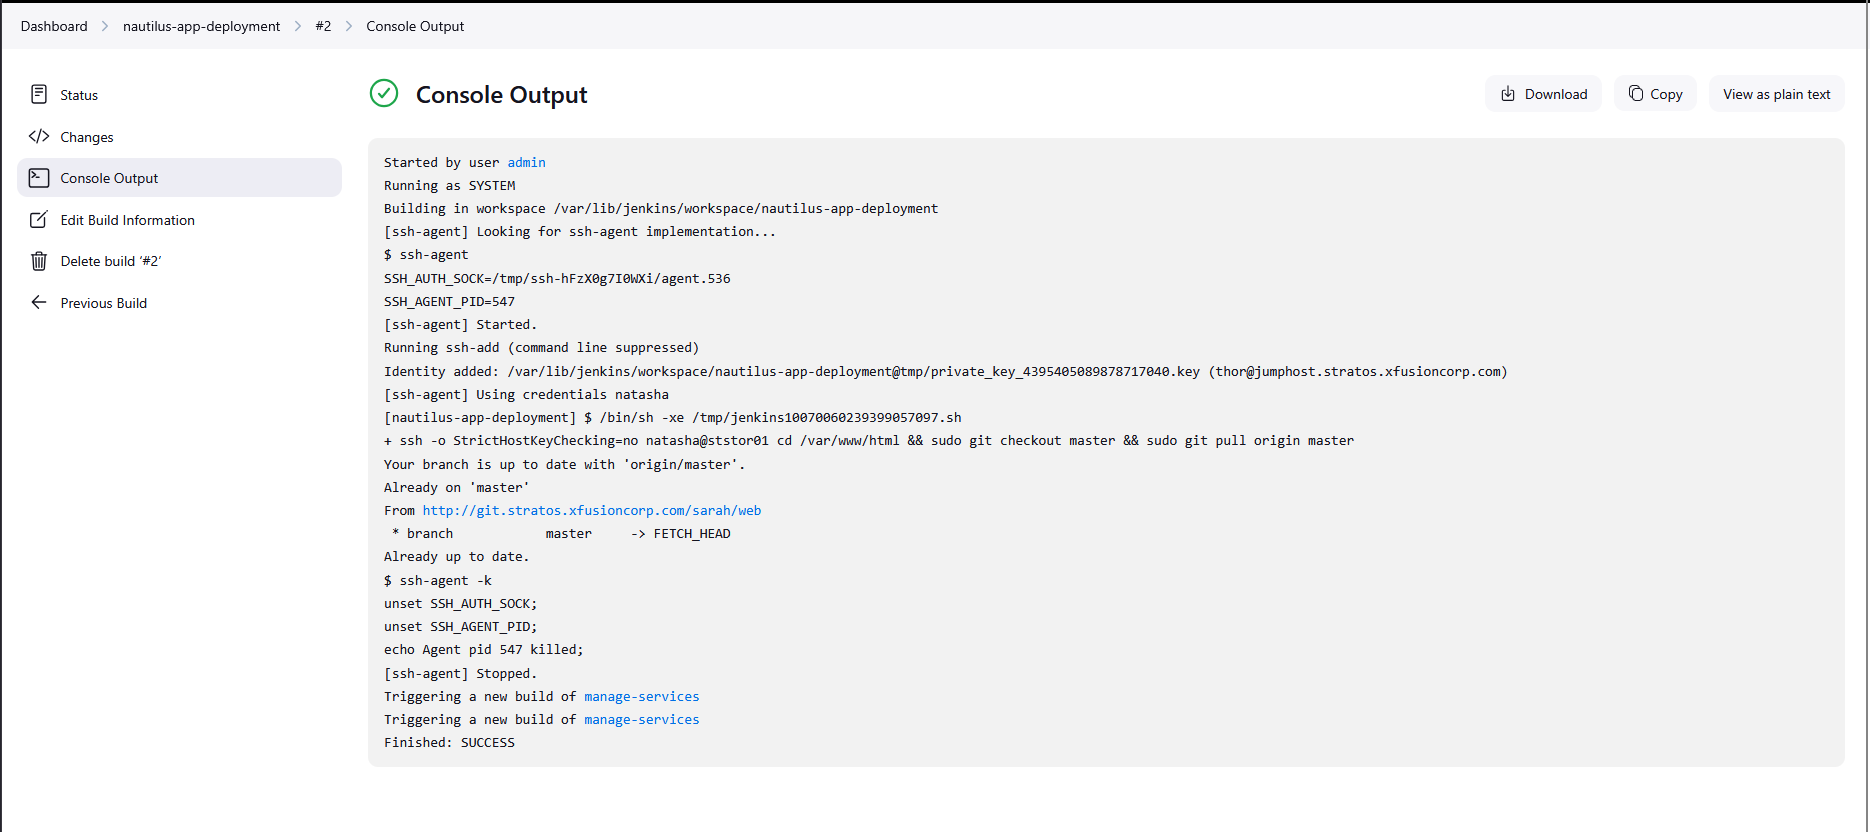 Dashboard > nautilus-app-deployment > #2 > Console Output
Status
Changes
Console Output
Edit Build Information
Delete build ‘#2’
Previous Build
Console Output
Download
Copy
View as plain text
Started by user admin
Running as SYSTEM
Building in workspace /var/lib/jenkins/workspace/nautilus-app-deployment
[ssh-agent] Looking for ssh-agent implementation...
$ ssh-agent
SSH_AUTH_SOCK=/tmp/ssh-hFzX0g7I0WXi/agent.536
SSH_AGENT_PID=547
[ssh-agent] Started.
Running ssh-add (command line suppressed)
Identity added: /var/lib/jenkins/workspace/nautilus-app-deployment@tmp/private_key_4395405089878717040.key (thor@jumphost.stratos.xfusioncorp.com)
[ssh-agent] Using credentials natasha
[nautilus-app-deployment] $ /bin/sh -xe /tmp/jenkins10070060239399057097.sh
+ ssh -o StrictHostKeyChecking=no natasha@ststor01 cd /var/www/html && sudo git checkout master && sudo git pull origin master
Your branch is up to date with 'origin/master'.
Already on 'master'
From http://git.stratos.xfusioncorp.com/sarah/web
 * branch            master     -> FETCH_HEAD
Already up to date.
$ ssh-agent -k
unset SSH_AUTH_SOCK;
unset SSH_AGENT_PID;
echo Agent pid 547 killed;
[ssh-agent] Stopped.
Triggering a new build of manage-services
Triggering a new build of manage-services
Finished: SUCCESS